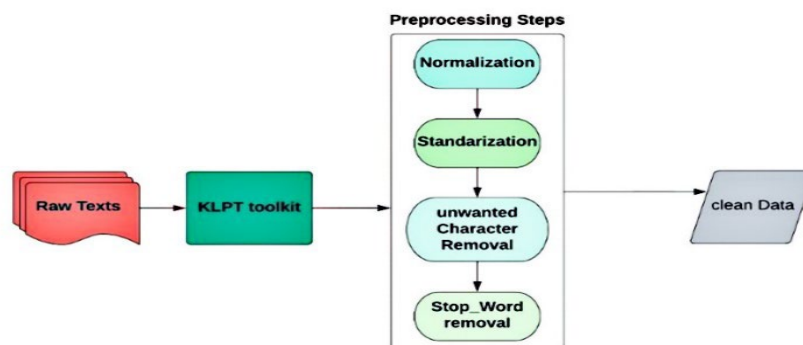 Preprocessing Steps
Normalization
Standarization
Raw Texts
KLPT toolkit
unwanted
Character
Removal
clean Data
Stop_Word
removal